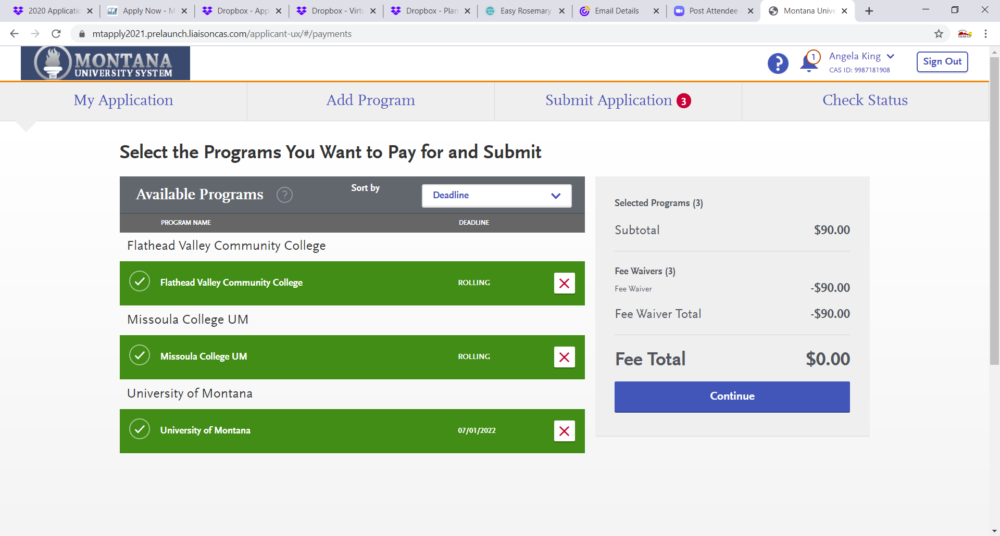 2020 Applicatio
Apply Now - M
Dropbox - App
Dropbox - Virtu
Dropbox - Plan
Easy Rosemary
Email Details
Post Attendee -
Montana Unive
mtapply2021.prelaunch.liaisoncas.com/applicant-ux/#/payments
GEAR UP
MONTANA
UNIVERSITY SYSTEM
?
1
Angela King
CAS ID: 9987181908
Sign Out
My Application
Add Program
Submit Application 3
Check Status
Select the Programs You Want to Pay for and Submit
Available Programs ?
Sort by
Deadline
PROGRAM NAME
DEADLINE
Flathead Valley Community College
Flathead Valley Community College
ROLLING
Missoula College UM
Missoula College UM
ROLLING
University of Montana
University of Montana
07/01/2022
Selected Programs (3)
Subtotal $90.00
Fee Waivers (3)
Fee Waiver -$90.00
Fee Waiver Total -$90.00
Fee Total $0.00
Continue